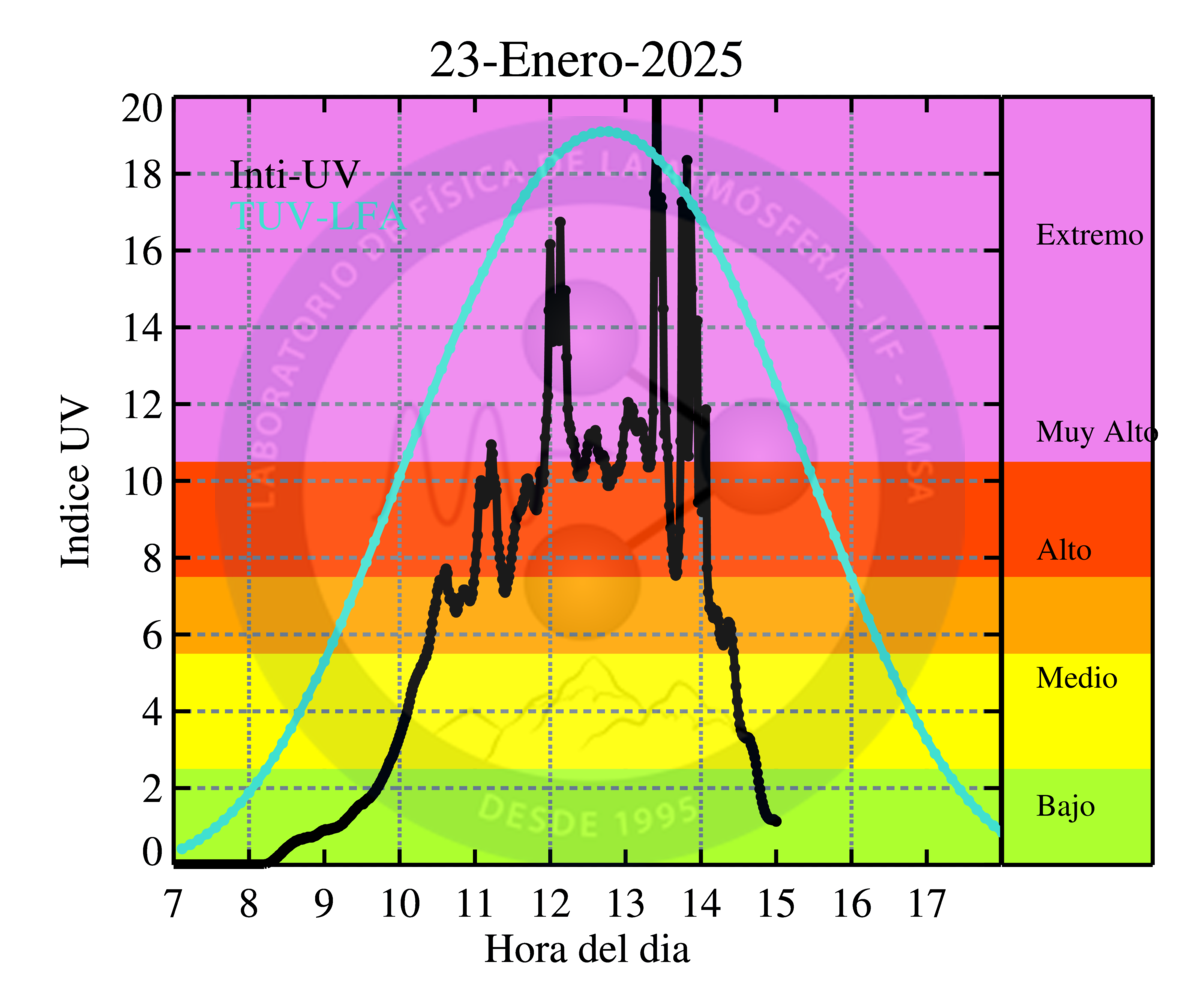 23-Enero-2025
Indice UV
20
18
16
14
12
10
8
6
4
2
0
Inti-UV
TUV-LFA
LABORATORIO DE FÍSICA DE LA ATMÓSFERA - IIF - UMSA
DESDE 1995
Extremo
Muy Alto
Alto
Medio
Bajo
7 8 9 10 11 12 13 14 15 16 17
Hora del dia